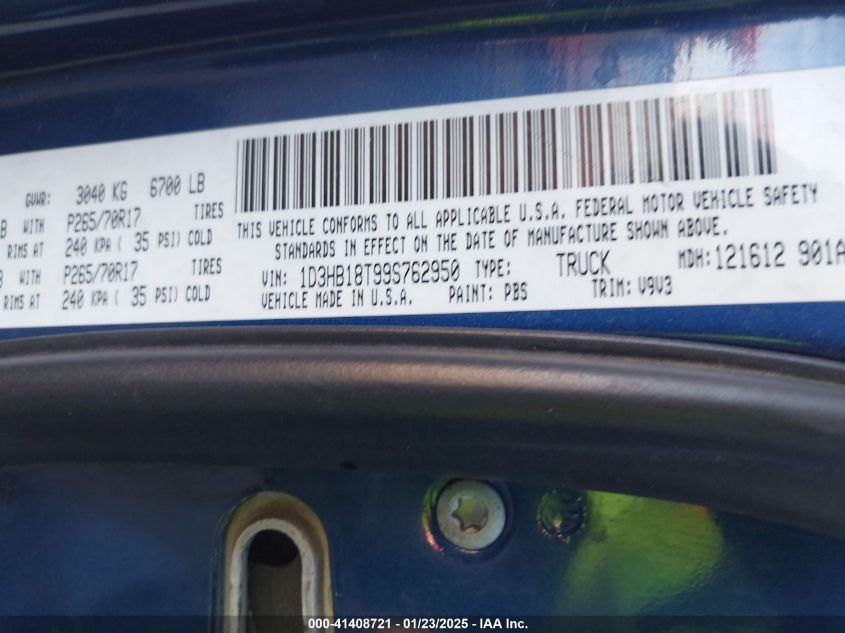 GVWR: 3040 KG 6700 LB
B WITH P265/70R17 TIRES
RIMS AT 240 KPA ( 35 PSI) COLD
B WITH P265/70R17 TIRES
RIMS AT 240 KPA ( 35 PSI) COLD
THIS VEHICLE CONFORMS TO ALL APPLICABLE U.S.A. FEDERAL MOTOR VEHICLE SAFETY
STANDARDS IN EFFECT ON THE DATE OF MANUFACTURE SHOWN ABOVE.
VIN: 1D3HB18T99S762950 TYPE: TRUCK MDH: 121612 901A
VEHICLE MADE IN U.S.A. PAINT: PBS TRIM: V9V3
000-41408721 - 01/23/2025 - IAA Inc.